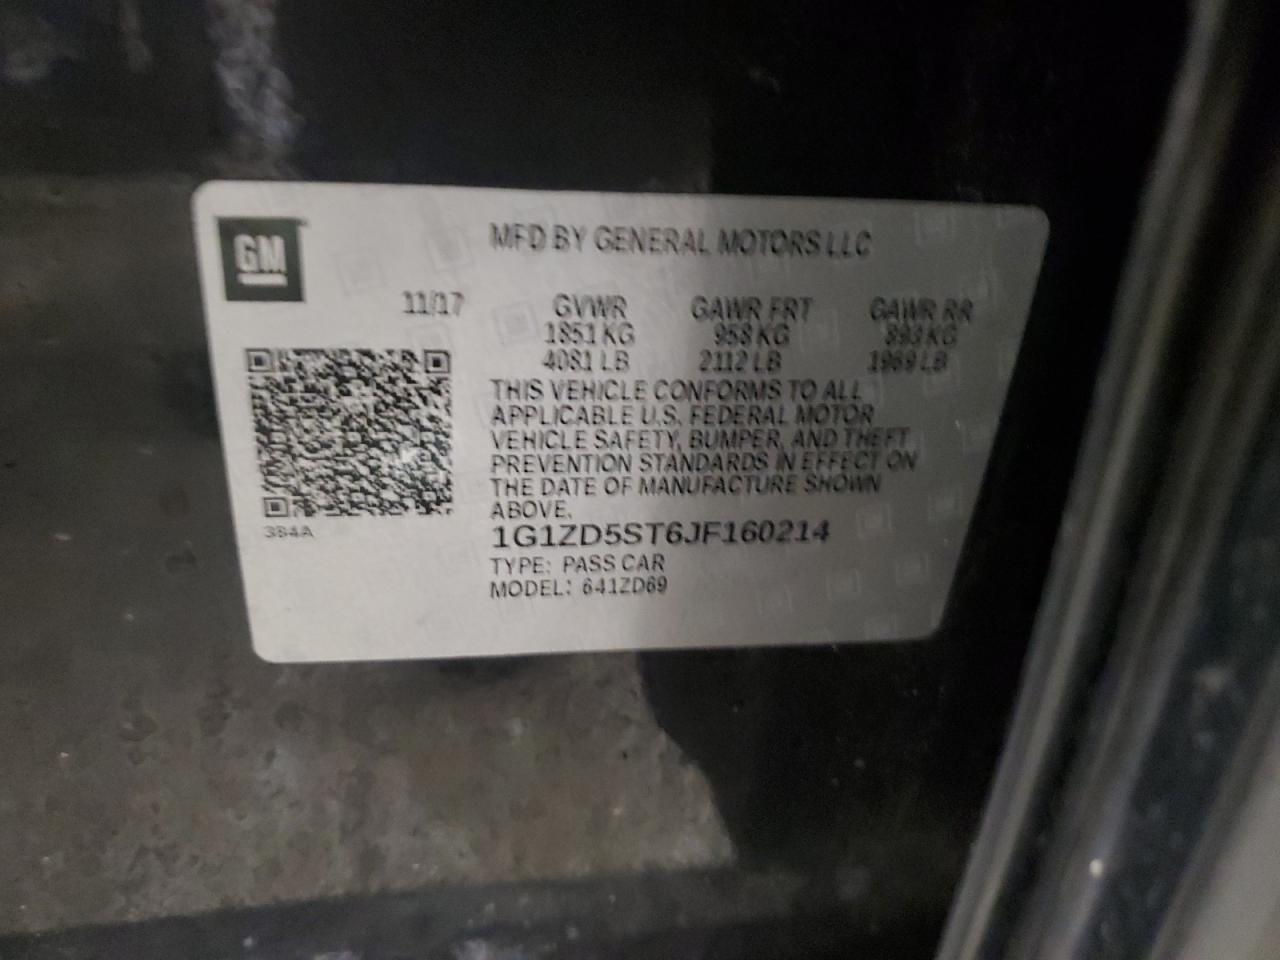 GM
MFD BY GENERAL MOTORS LLC
11/17 GVWR GAWR FRT GAWR RR
1851 KG 958 KG 893 KG
4081 LB 2112 LB 1969 LB
THIS VEHICLE CONFORMS TO ALL
APPLICABLE U.S. FEDERAL MOTOR
VEHICLE SAFETY, BUMPER, AND THEFT
PREVENTION STANDARDS IN EFFECT ON
THE DATE OF MANUFACTURE SHOWN
ABOVE.
384A
1G1ZD5ST6JF160214
TYPE: PASS CAR
MODEL: 641ZD69